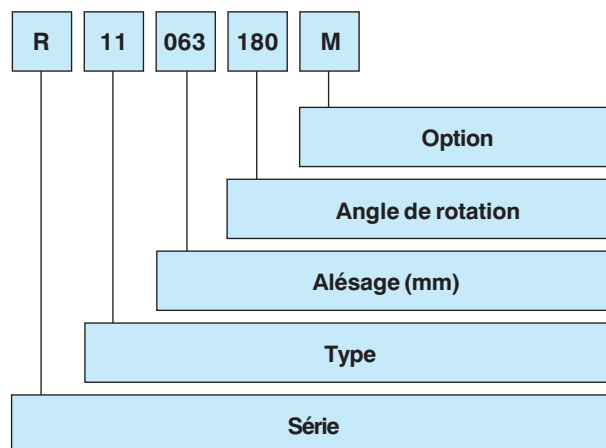 R 11 063 180 M
Option
Angle de rotation
Alésage (mm)
Type
Série